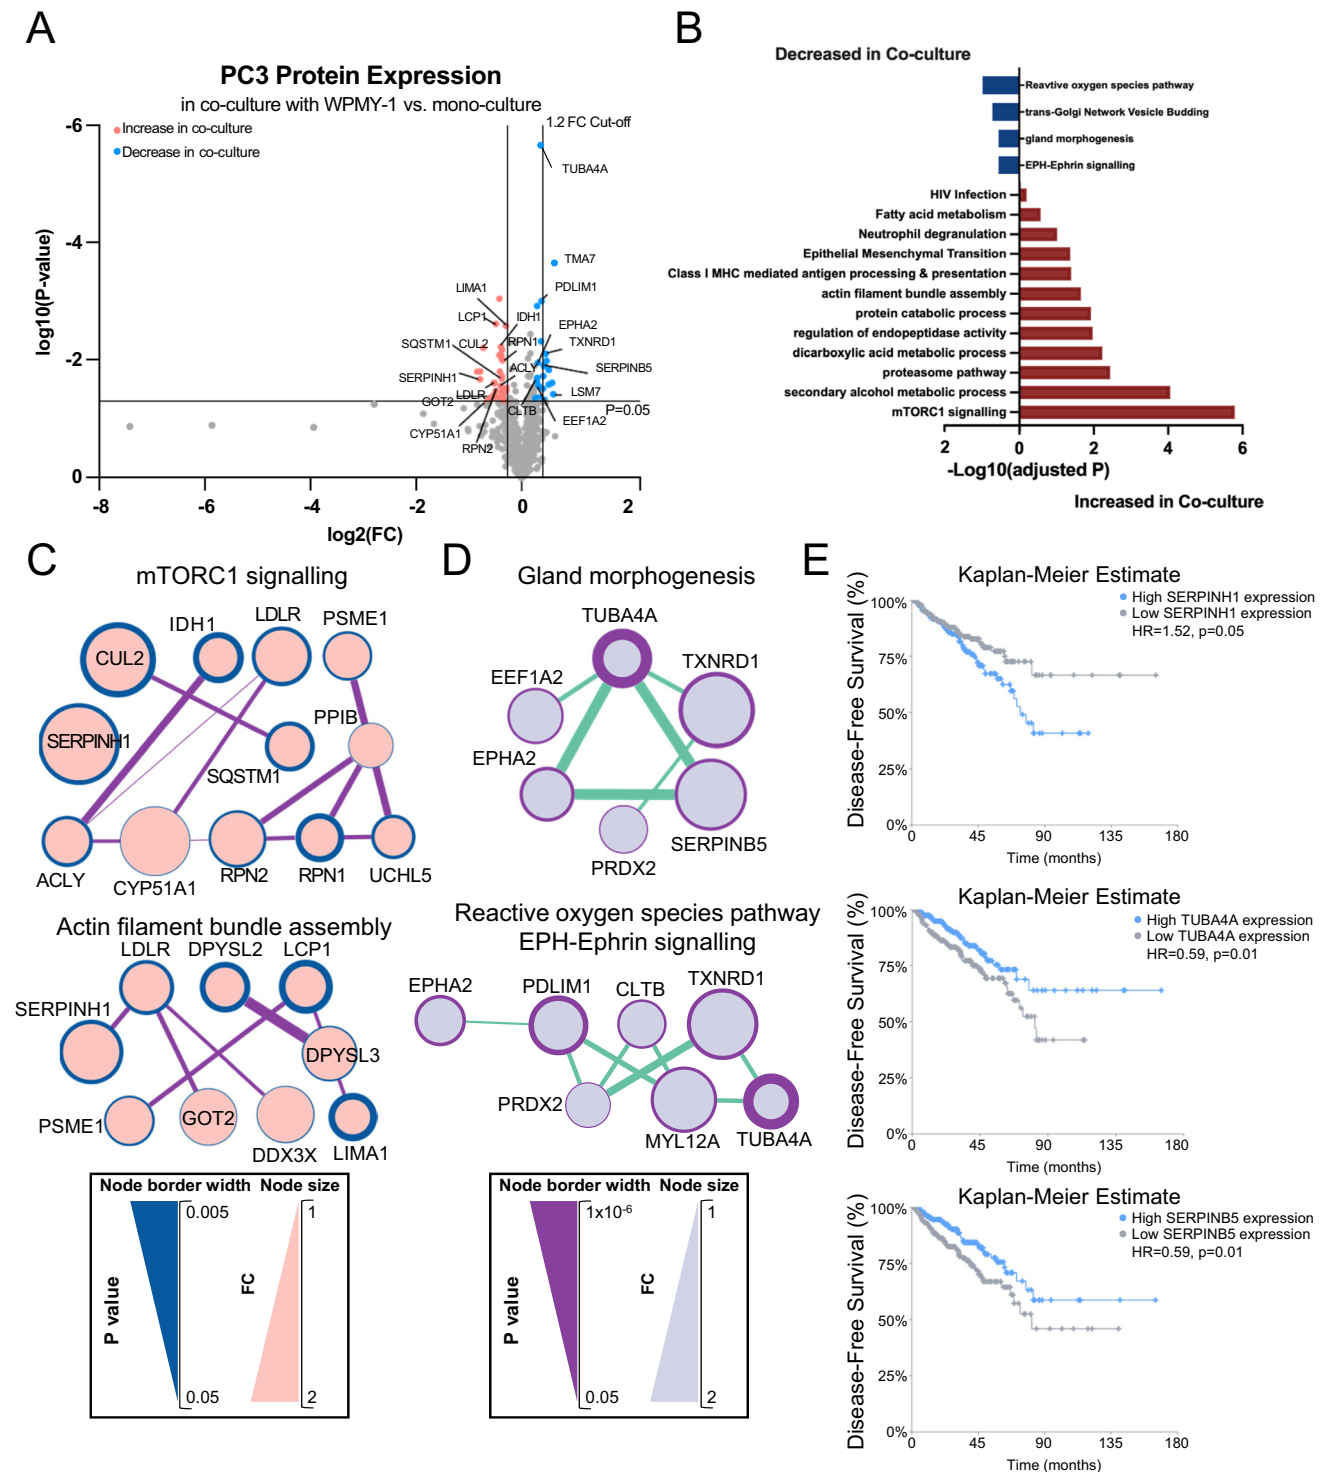 A
PC3 Protein Expression
in co-culture with WPMY-1 vs. mono-culture
Increase in co-culture
Decrease in co-culture
1.2 FC Cut-off
TUBA4A
TMA7
LIMA1
PDLIM1
LCP1
IDH1
EPHA2
SQSTM1
CUL2
RPN1
TXNRD1
SERPINH1
ACLY
SERPINB5
LDLR
LSM7
GOT2
CLTB
P=0.05
CYP51A1
EEF1A2
RPN2
log10(P-value)
-6
-4
-2
0
-8
-6
-4
-2
0
2
log2(FC)
B
Decreased in Co-culture
Reavtive oxygen species pathway
trans-Golgi Network Vesicle Budding
gland morphogenesis
EPH-Ephrin signalling
HIV Infection
Fatty acid metabolism
Neutrophil degranulation
Epithelial Mesenchymal Transition
Class I MHC mediated antigen processing & presentation
actin filament bundle assembly
protein catabolic process
regulation of endopeptidase activity
dicarboxylic acid metabolic process
proteasome pathway
secondary alcohol metabolic process
mTORC1 signalling
2
0
2
4
6
-Log10(adjusted P)
Increased in Co-culture
C
mTORC1 signalling
CUL2
IDH1
LDLR
PSME1
SERPINH1
PPIB
SQSTM1
ACLY
CYP51A1
RPN2
RPN1
UCHL5
Actin filament bundle assembly
LDLR
DPYSL2
LCP1
SERPINH1
DPYSL3
PSME1
GOT2
DDX3X
LIMA1
Node border width
Node size
0.005
1
P value
FC
0.05
2
D
Gland morphogenesis
TUBA4A
EEF1A2
TXNRD1
EPHA2
SERPINB5
PRDX2
Reactive oxygen species pathway
EPH-Ephrin signalling
EPHA2
PDLIM1
CLTB
TXNRD1
PRDX2
MYL12A
TUBA4A
Node border width
Node size
1x10-6
1
P value
FC
0.05
2
E
Kaplan-Meier Estimate
High SERPINH1 expression
Low SERPINH1 expression
HR=1.52, p=0.05
Disease-Free Survival (%)
100%
75%
50%
25%
0%
0
45
90
135
180
Time (months)
Kaplan-Meier Estimate
High TUBA4A expression
Low TUBA4A expression
HR=0.59, p=0.01
Disease-Free Survival (%)
100%
75%
50%
25%
0%
0
45
90
135
180
Time (months)
Kaplan-Meier Estimate
High SERPINB5 expression
Low SERPINB5 expression
HR=0.59, p=0.01
Disease-Free Survival (%)
100%
75%
50%
25%
0%
0
45
90
135
180
Time (months)